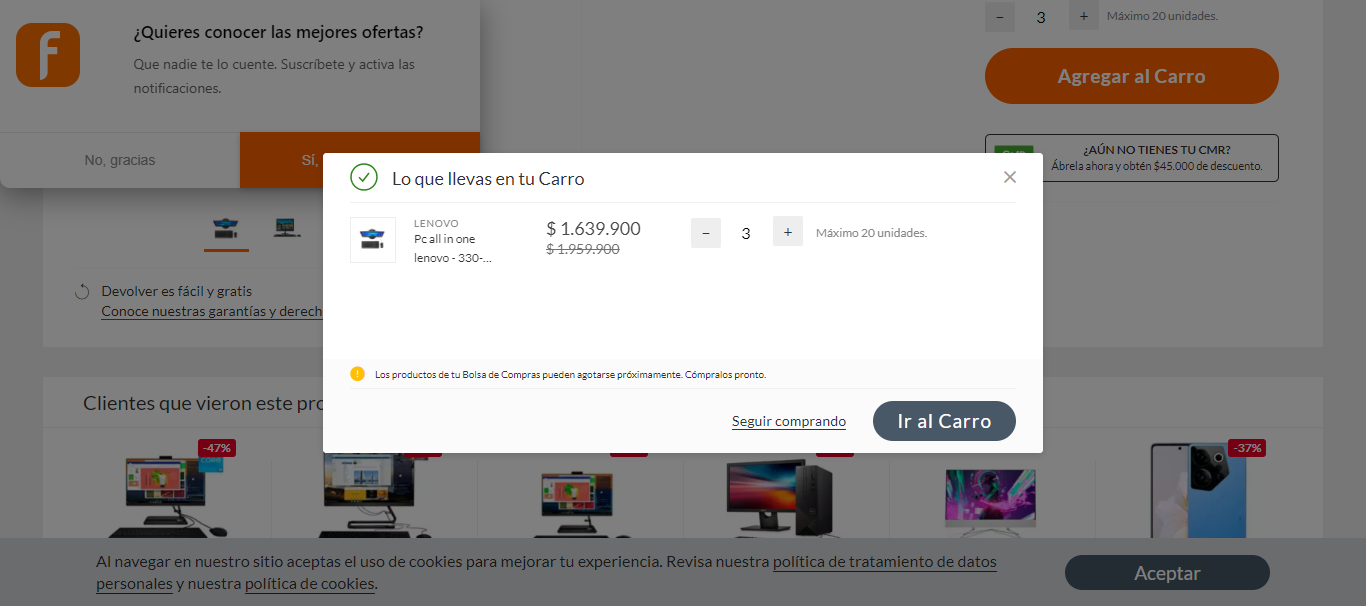 ¿Quieres conocer las mejores ofertas?
Que nadie te lo cuente. Suscríbete y activa las
notificaciones.
No, gracias
Sí,
− 3 + Máximo 20 unidades.
Agregar al Carro
¿AÚN NO TIENES TU CMR?
Ábrela ahora y obtén $45.000 de descuento.
Lo que llevas en tu Carro
LENOVO
Pc all in one
lenovo - 330-...
$ 1.639.900
$ 1.959.900
− 3 + Máximo 20 unidades.
Los productos de tu Bolsa de Compras pueden agotarse próximamente. Cómpralos pronto.
Seguir comprando
Ir al Carro
Devolver es fácil y gratis
Conoce nuestras garantías y derech
Clientes que vieron este pro
-47%
-37%
Al navegar en nuestro sitio aceptas el uso de cookies para mejorar tu experiencia. Revisa nuestra política de tratamiento de datos
personales y nuestra política de cookies.
Aceptar